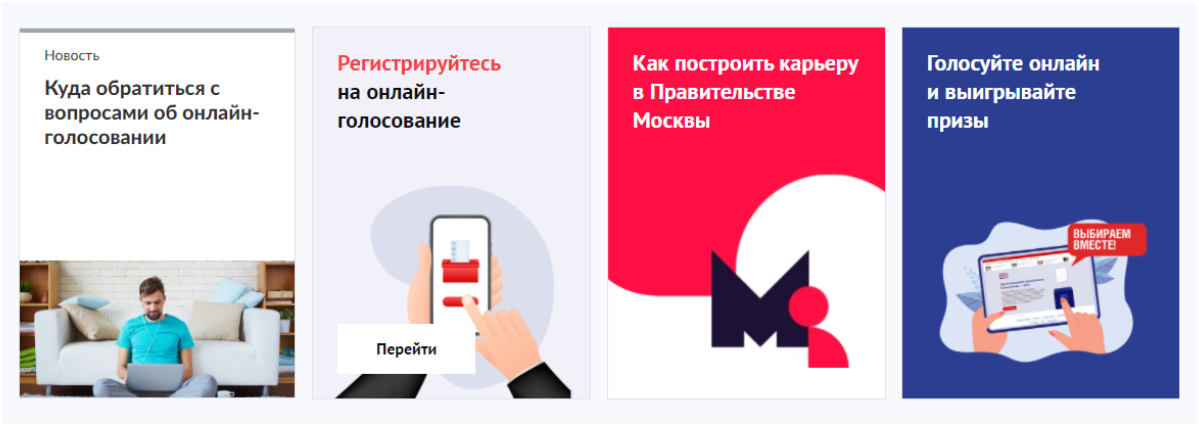 Новость
Куда обратиться с
вопросами об онлайн-
голосовании
Регистрируйтесь
на онлайн-
голосование
Перейти
Как построить карьеру
в Правительстве
Москвы
Голосуйте онлайн
и выигрывайте
призы
ВЫБИРАЕМ
ВМЕСТЕ!